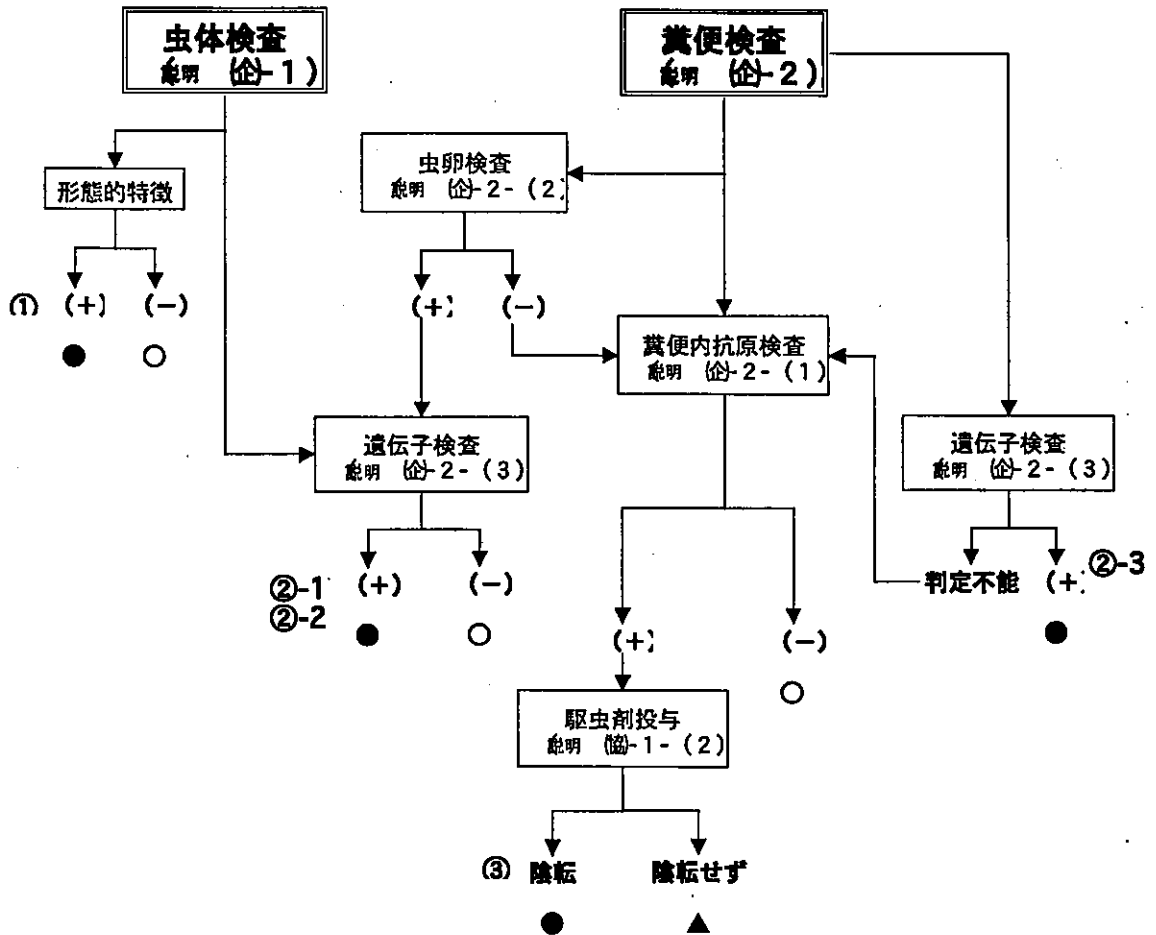 虫体検査
説明 (企)-1)
糞便検査
説明 (企)-2)
虫卵検査
説明 (企)-2-(2)
形態的特徴
① (+) (−)
● ○
(+) (−)
糞便内抗原検査
説明 (企)-2-(1)
遺伝子検査
説明 (企)-2-(3)
遺伝子検査
説明 (企)-2-(3)
②-1 (+) (−)
②-2
● ○
判定不能 (+) ②-3
●
(+) (−)
○
駆虫剤投与
説明 (協)-1-(2)
③ 陰転 陰転せず
● ▲